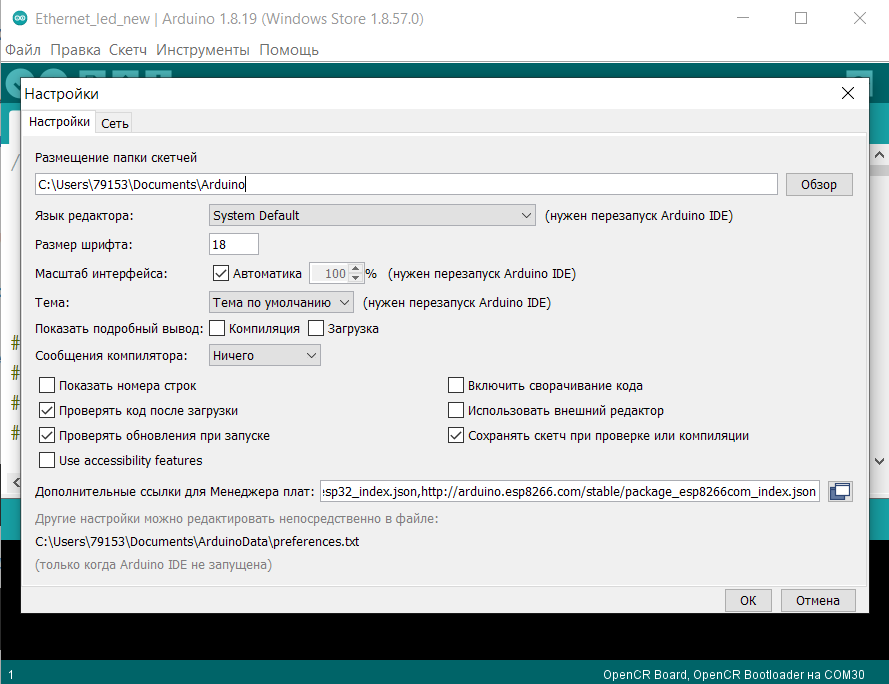 Ethernet_led_new | Arduino 1.8.19 (Windows Store 1.8.57.0)
Файл Правка Скетч Инструменты Помощь
Настройки
Настройки Сеть
Размещение папки скетчей
C:\Users\79153\Documents\Arduino Обзор
Язык редактора: System Default (нужен перезапуск Arduino IDE)
Размер шрифта: 18
Масштаб интерфейса: Автоматика 100 % (нужен перезапуск Arduino IDE)
Тема: Тема по умолчанию (нужен перезапуск Arduino IDE)
Показать подробный вывод: Компиляция Загрузка
Сообщения компилятора: Ничего
Показать номера строк Включить сворачивание кода
Проверять код после загрузки Использовать внешний редактор
Проверять обновления при запуске Сохранять скетч при проверке или компиляции
Use accessibility features
Дополнительные ссылки для Менеджера плат: esp32_index.json,http://arduino.esp8266.com/stable/package_esp8266com_index.json
Другие настройки можно редактировать непосредственно в файле:
C:\Users\79153\Documents\ArduinoData\preferences.txt
(только когда Arduino IDE не запущена)
OK Отмена
/
#
#
#
#
1 OpenCR Board, OpenCR Bootloader на COM30